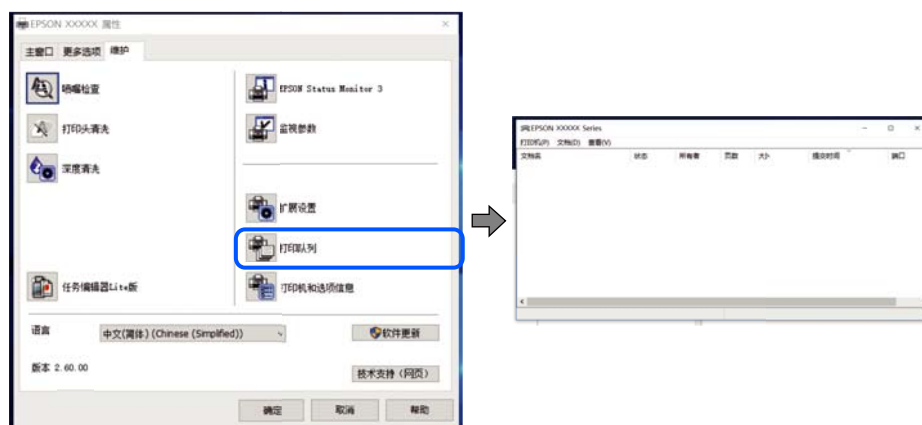 EPSON XXXXX 属性
主窗口 更多选项 维护
喷嘴检查
打印头清洗
深度清洗
任务编辑器Lite版
EPSON Status Monitor 3
监视参数
扩展设置
打印队列
打印机和选项信息
语言 中文(简体) (Chinese (Simplified))
软件更新
版本 2.60.00
技术支持（网页）
确定 取消 帮助
EPSON XXXXX Series
打印机(P) 文档(D) 查看(V)
文档名 状态 所有者 页数 大小 提交时间 端口